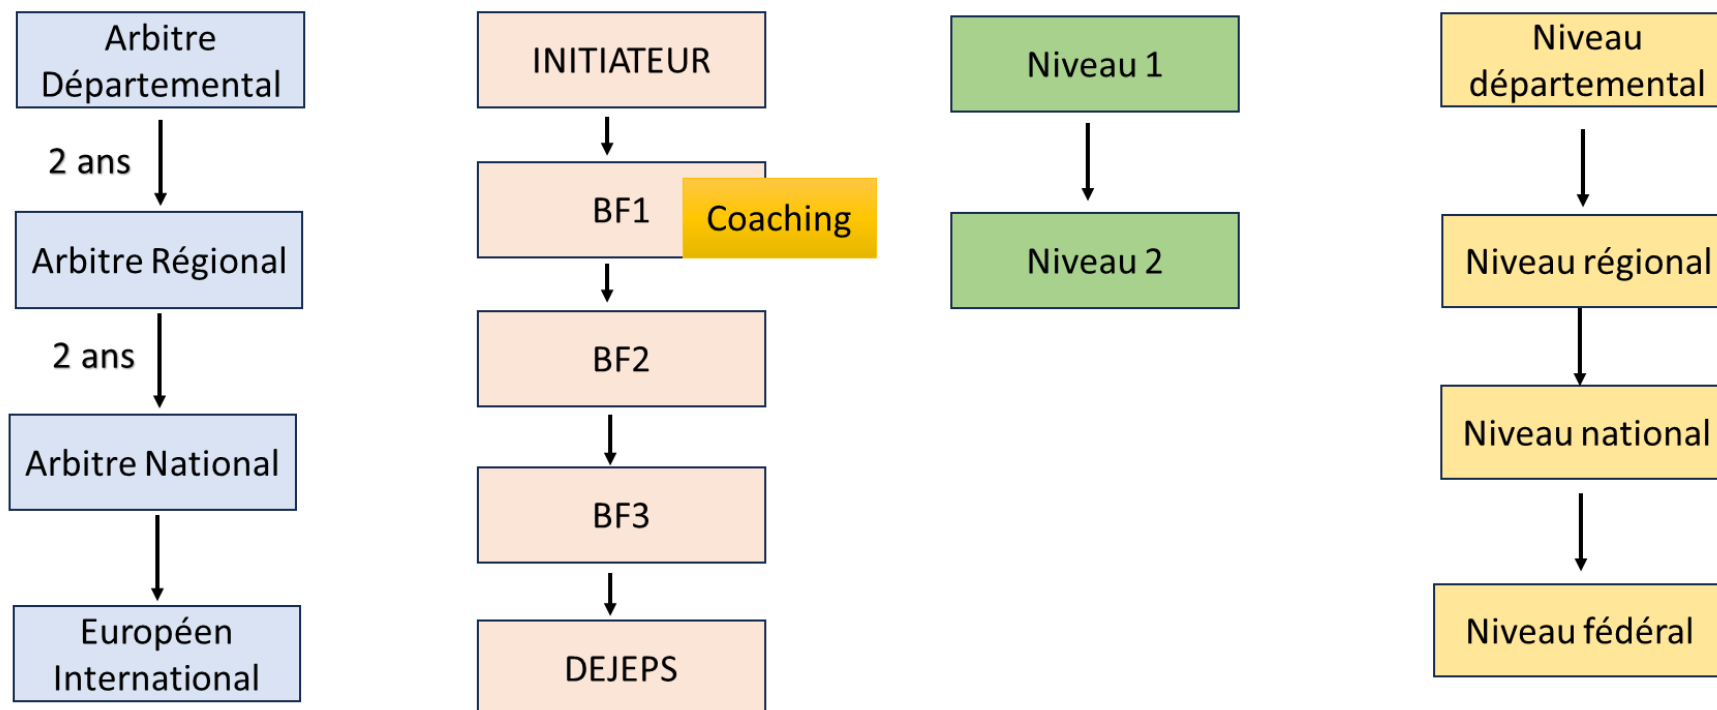 Arbitre
Départemental
2 ans
Arbitre Régional
2 ans
Arbitre National
Européen
International
INITIATEUR
BF1
Coaching
BF2
BF3
DEJEPS
Niveau 1
Niveau 2
Niveau
départemental
Niveau régional
Niveau national
Niveau fédéral